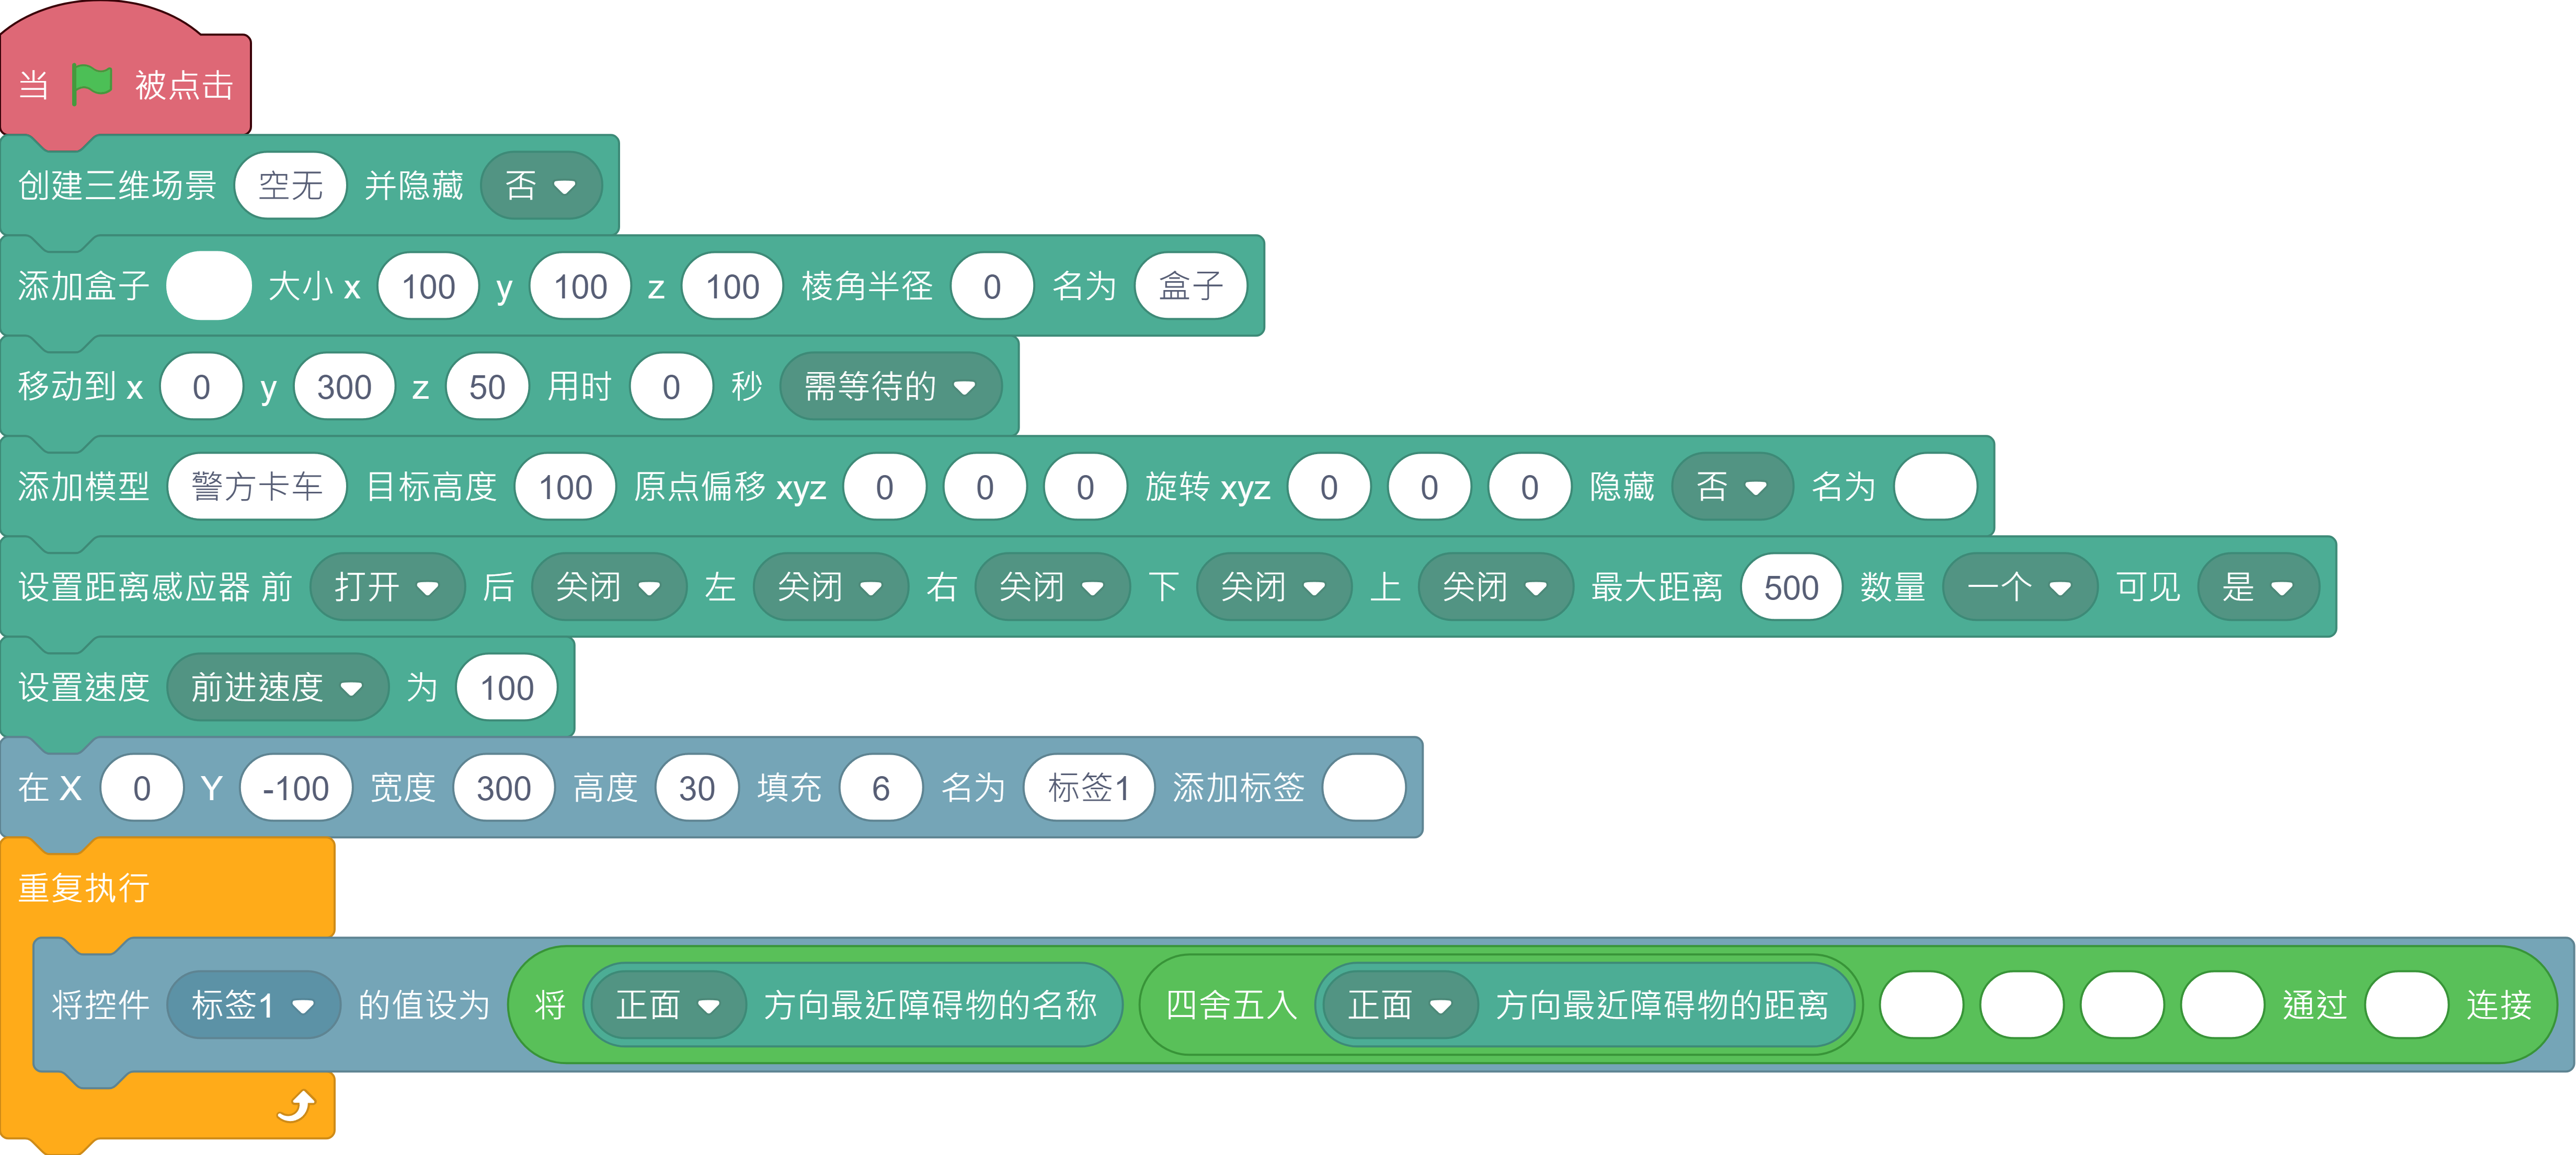 当 被点击
创建三维场景 空无 并隐藏 否
添加盒子 大小 x 100 y 100 z 100 棱角半径 0 名为 盒子
移动到 x 0 y 300 z 50 用时 0 秒 需等待的
添加模型 警方卡车 目标高度 100 原点偏移 xyz 0 0 0 旋转 xyz 0 0 0 隐藏 否 名为
设置距离感应器 前 打开 后 关闭 左 关闭 右 关闭 下 关闭 上 关闭 最大距离 500 数量 一个 可见 是
设置速度 前进速度 为 100
在 X 0 Y -100 宽度 300 高度 30 填充 6 名为 标签1 添加标签
重复执行
将控件 标签1 的值设为 将 正面 方向最近障碍物的名称 四舍五入 正面 方向最近障碍物的距离 通过 连接